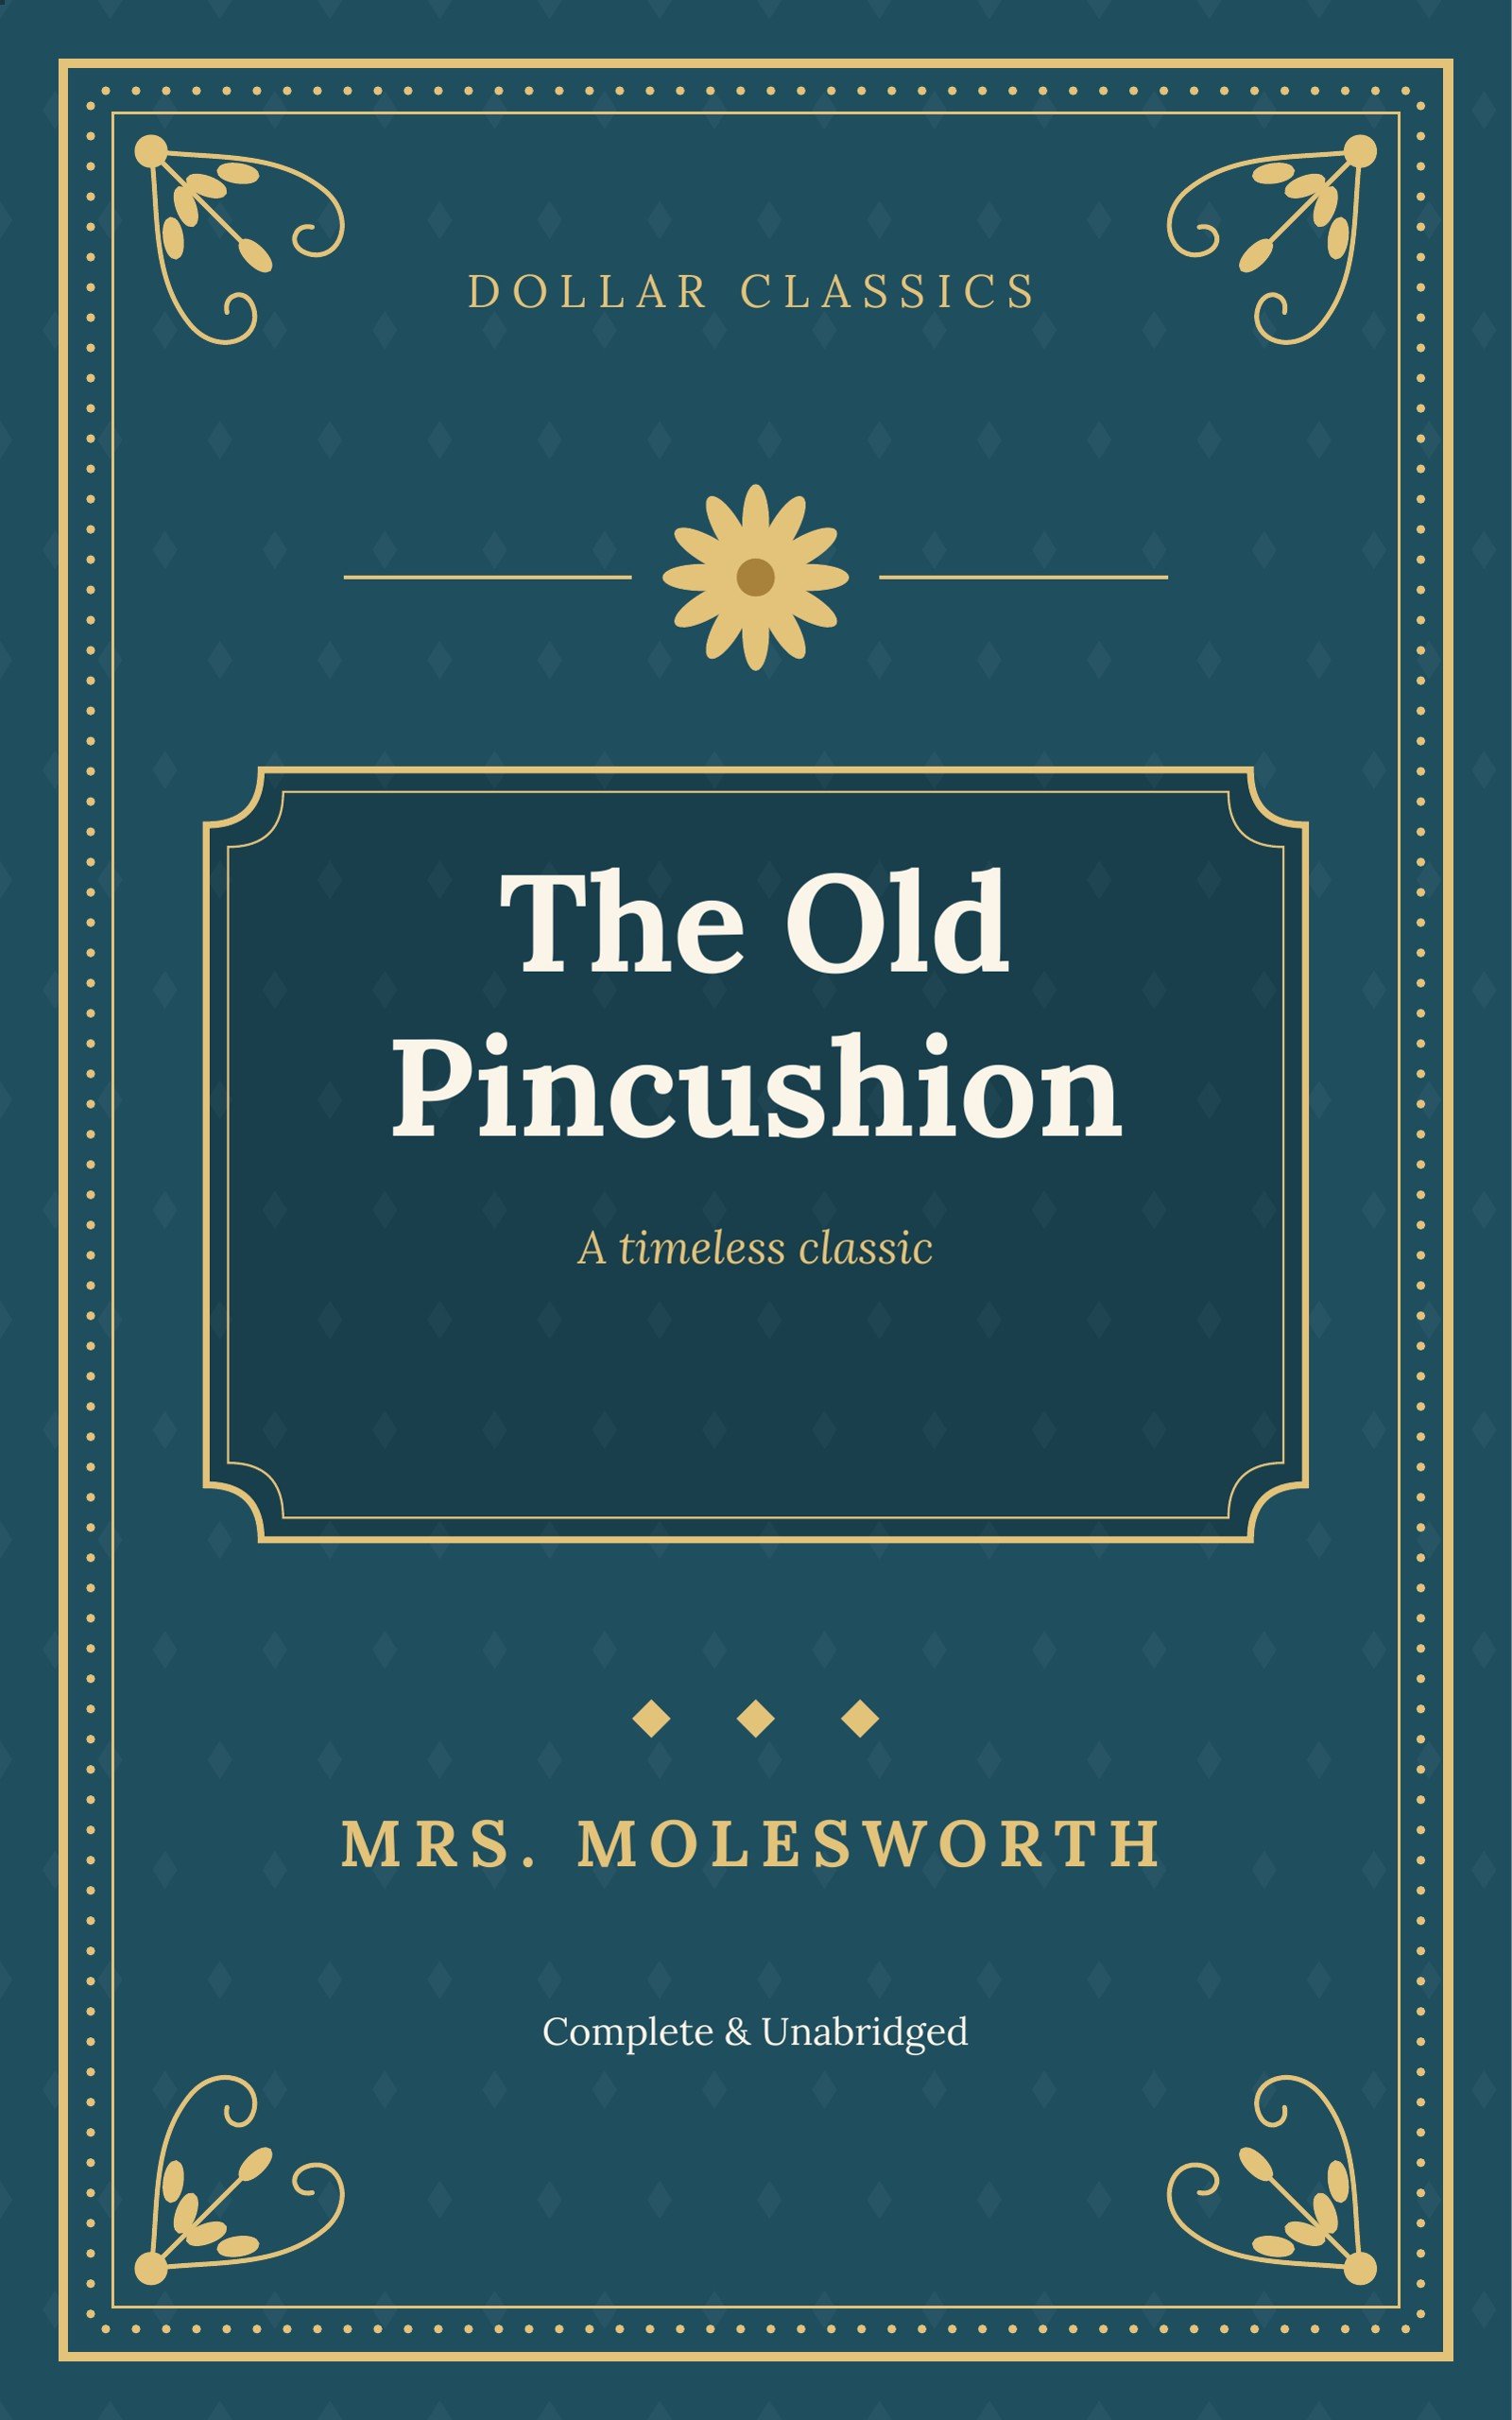 DOLLAR CLASSICS
The Old
Pincushion
A timeless classic
MRS. MOLESWORTH
Complete & Unabridged